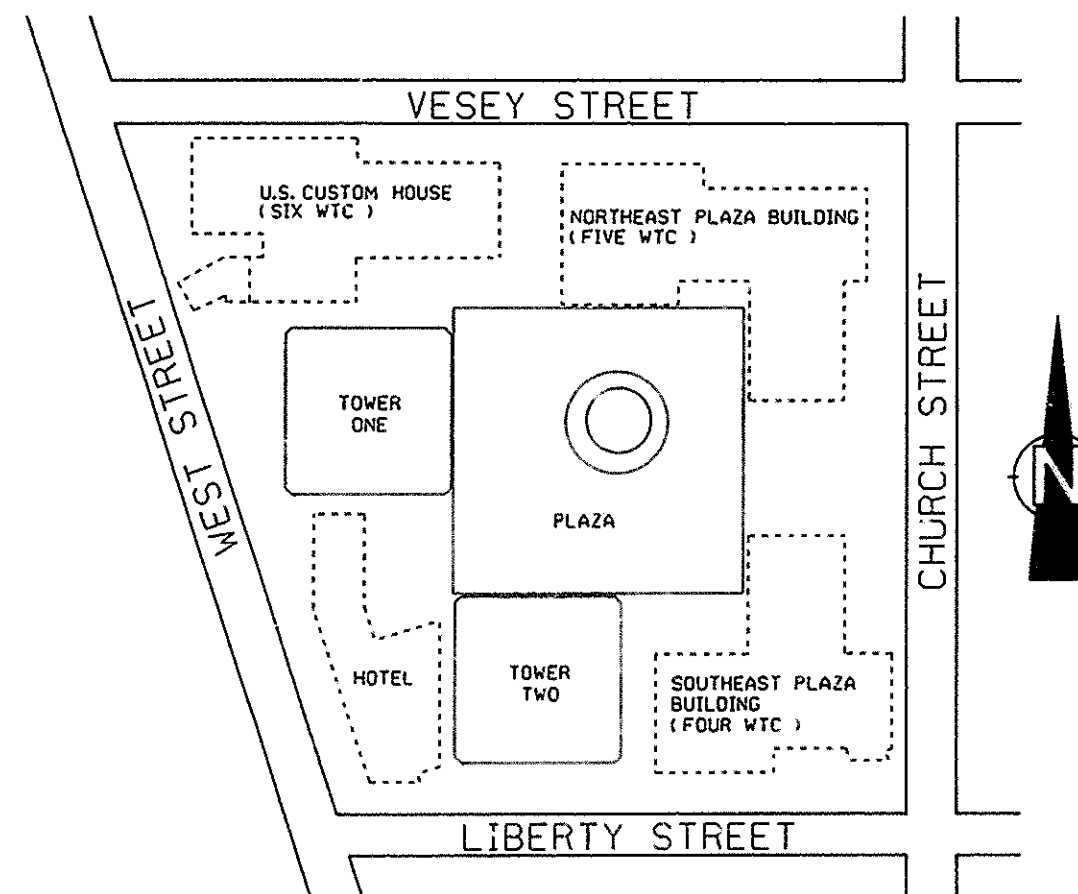 VESEY STREET
U.S. CUSTOM HOUSE
(SIX WTC )
NORTHEAST PLAZA BUILDING
(FIVE WTC )
WEST STREET
TOWER
ONE
CHURCH STREET
N
PLAZA
HOTEL
TOWER
TWO
SOUTHEAST PLAZA
BUILDING
(FOUR WTC )
LIBERTY STREET